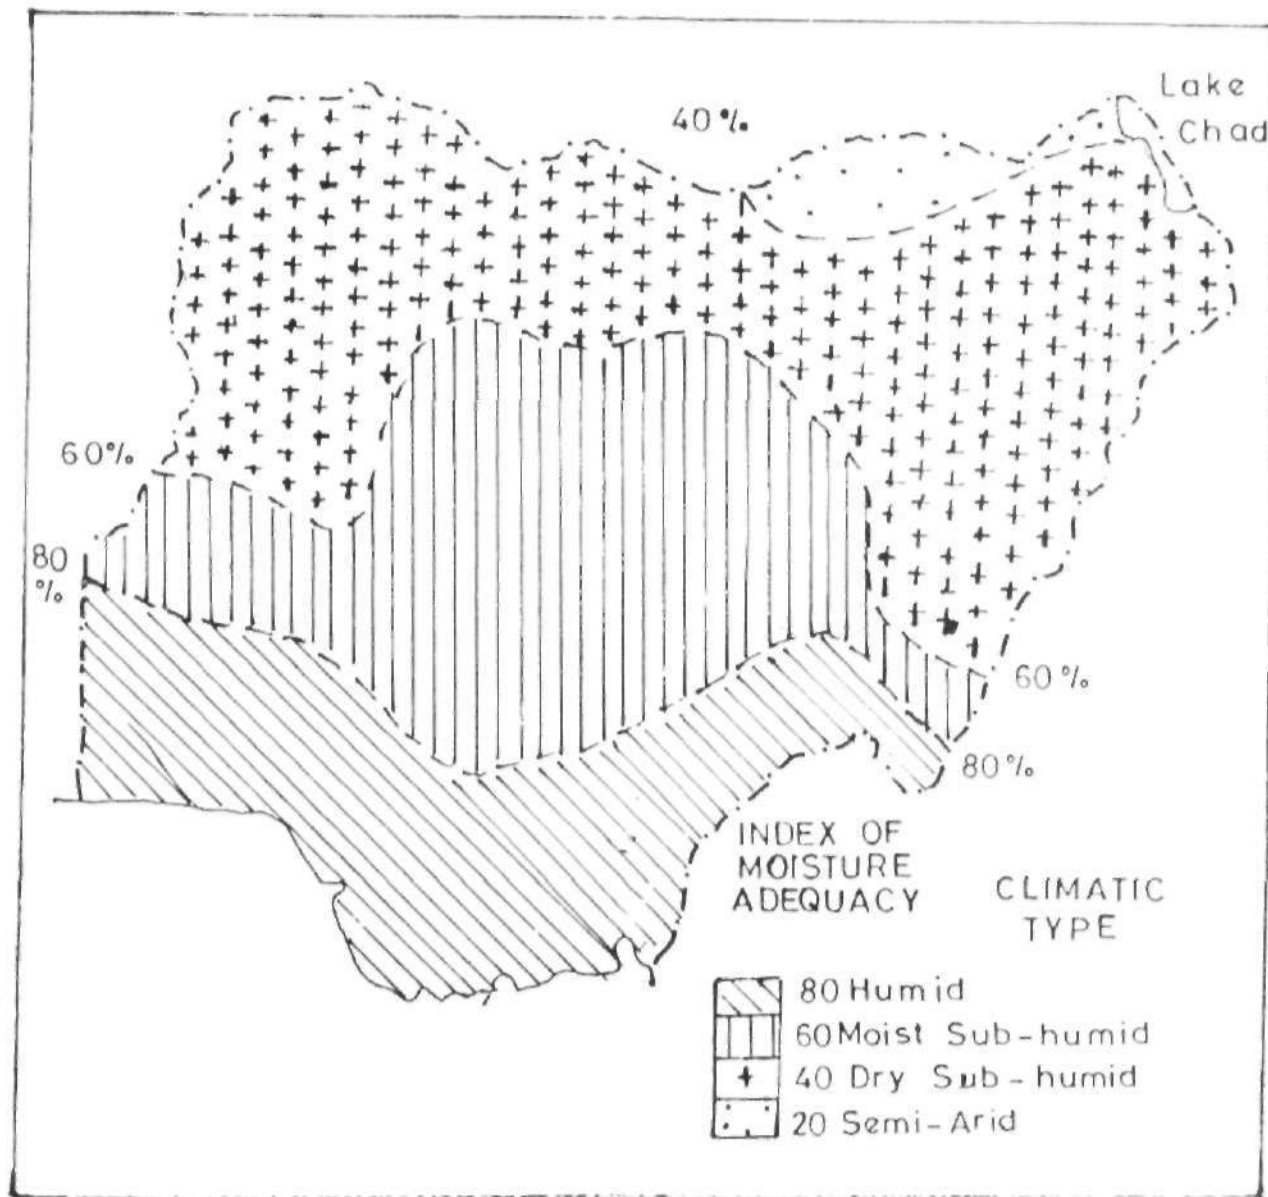 Lake
Chad
40%
60%
80
%
60%
80%
INDEX OF
MOISTURE
ADEQUACY
CLIMATIC
TYPE
80 Humid
60 Moist Sub-humid
40 Dry Sub-humid
20 Semi-Arid